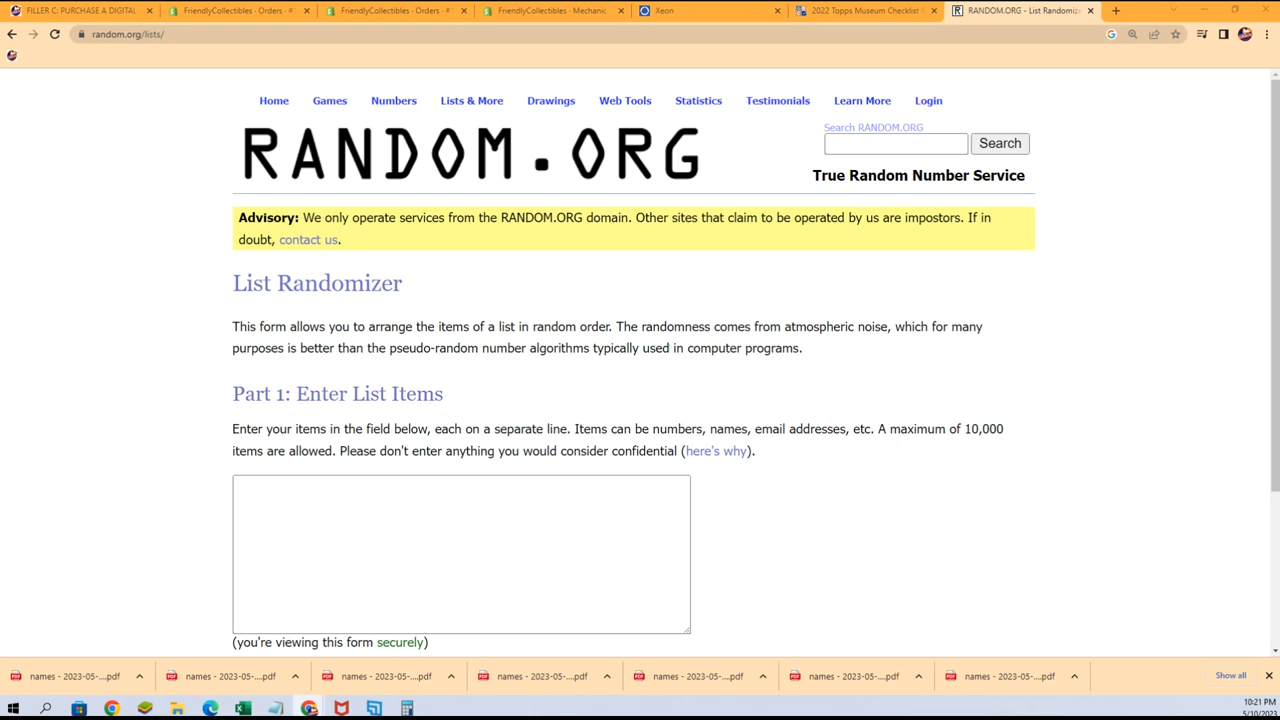 FILLER C: PURCHASE A DIGITAL
FriendlyCollectibles · Orders · #1
FriendlyCollectibles · Orders · #1
FriendlyCollectibles · Mechanic
Xeon
2022 Topps Museum Checklist
RANDOM.ORG - List Randomize
random.org/lists/
Home
Games
Numbers
Lists & More
Drawings
Web Tools
Statistics
Testimonials
Learn More
Login
RANDOM.ORG
Search RANDOM.ORG
Search
True Random Number Service
Advisory: We only operate services from the RANDOM.ORG domain. Other sites that claim to be operated by us are impostors. If in
doubt, contact us.
List Randomizer
This form allows you to arrange the items of a list in random order. The randomness comes from atmospheric noise, which for many
purposes is better than the pseudo-random number algorithms typically used in computer programs.
Part 1: Enter List Items
Enter your items in the field below, each on a separate line. Items can be numbers, names, email addresses, etc. A maximum of 10,000
items are allowed. Please don't enter anything you would consider confidential (here's why).
(you're viewing this form securely)
names - 2023-05-....pdf
names - 2023-05-....pdf
names - 2023-05-....pdf
names - 2023-05-....pdf
names - 2023-05-....pdf
names - 2023-05-....pdf
names - 2023-05-....pdf
Show all
10:21 PM
5/10/2023